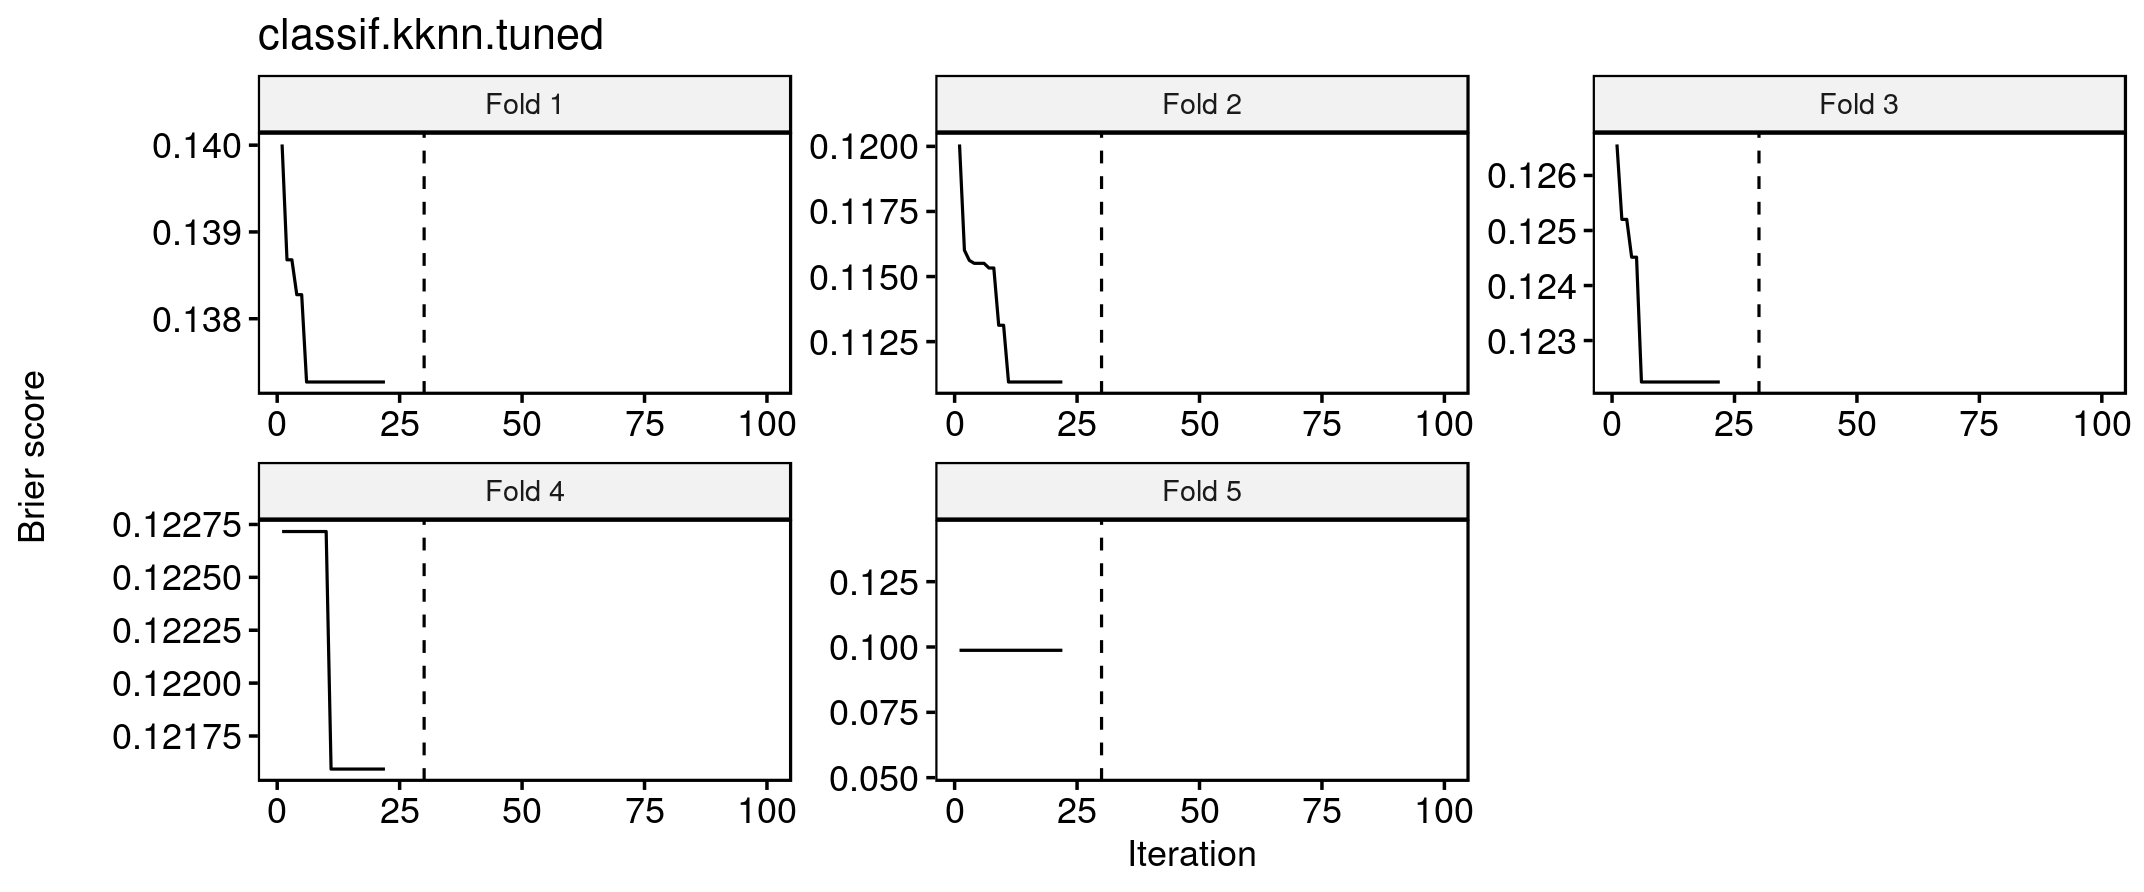 classif.kknn.tuned
Fold 1
Fold 2
Fold 3
0.140
0.139
0.138
0.1200
0.1175
0.1150
0.1125
0.126
0.125
0.124
0.123
0 25 50 75 100
0 25 50 75 100
0 25 50 75 100
Brier score
Fold 4
Fold 5
0.12275
0.12250
0.12225
0.12200
0.12175
0.125
0.100
0.075
0.050
0 25 50 75 100
0 25 50 75 100
Iteration